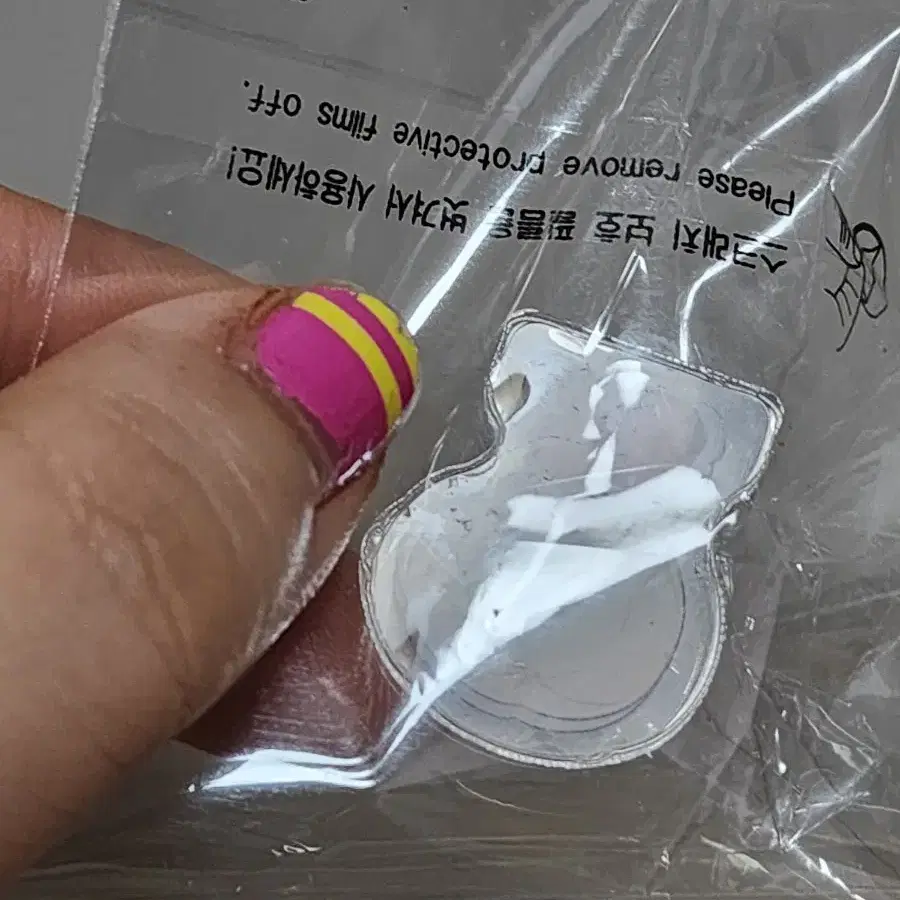 스크래치 보호 필름을 벗겨서 사용하세요!
Please remove protective films off.